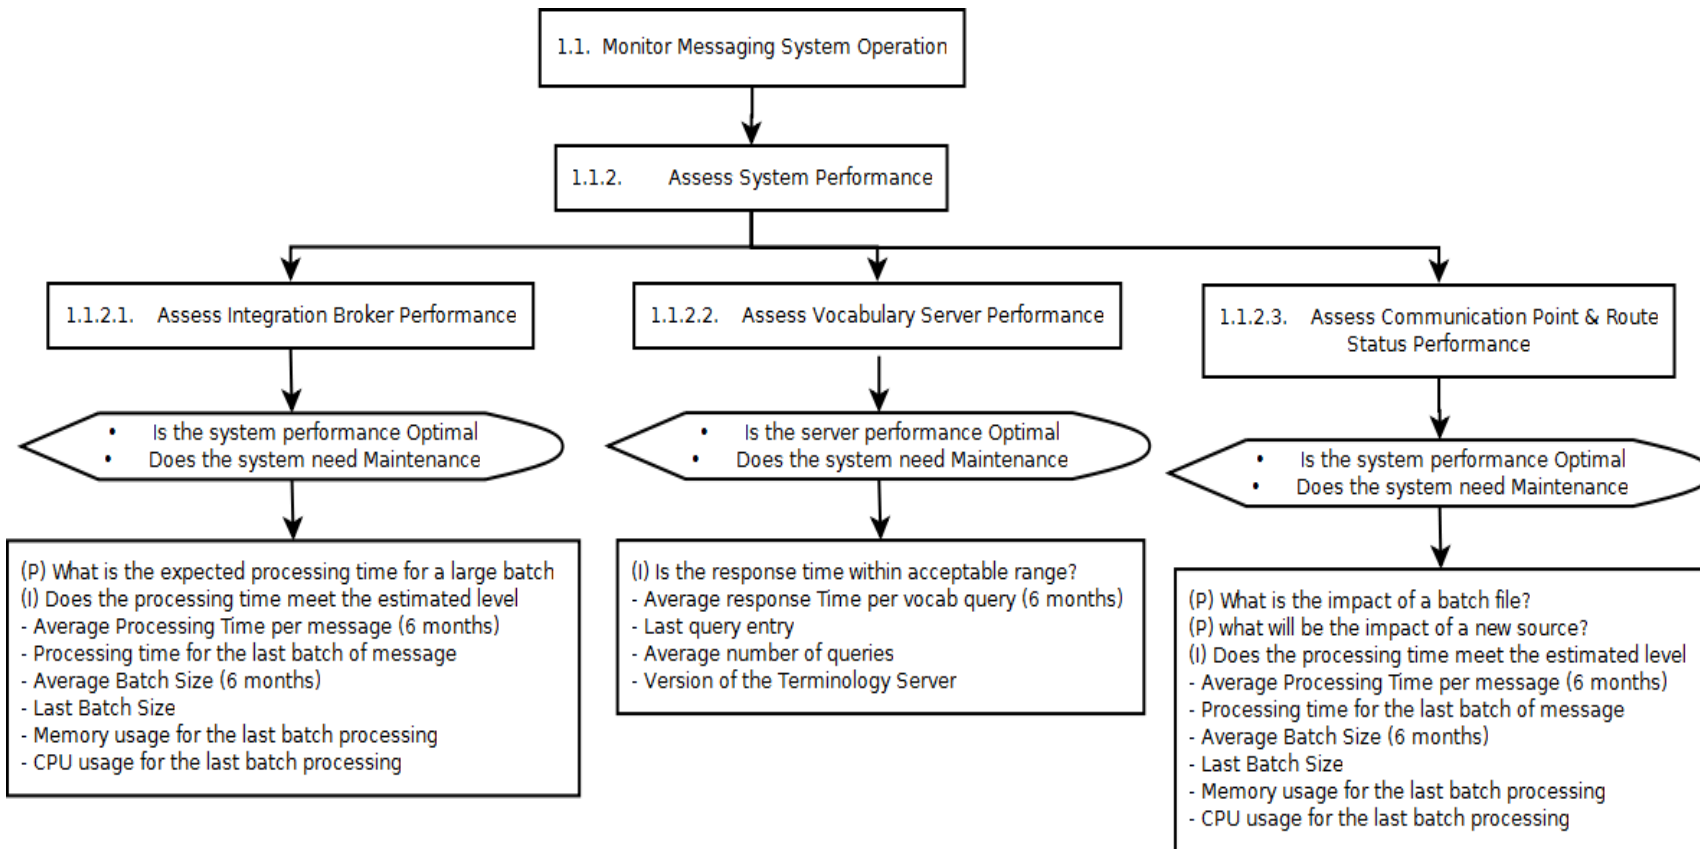 1.1. Monitor Messaging System Operation
1.1.2. Assess System Performance
1.1.2.1. Assess Integration Broker Performance
• Is the system performance Optimal
• Does the system need Maintenance
(P) What is the expected processing time for a large batch
(I) Does the processing time meet the estimated level
- Average Processing Time per message (6 months)
- Processing time for the last batch of message
- Average Batch Size (6 months)
- Last Batch Size
- Memory usage for the last batch processing
- CPU usage for the last batch processing
1.1.2.2. Assess Vocabulary Server Performance
• Is the server performance Optimal
• Does the system need Maintenance
(I) Is the response time within acceptable range?
- Average response Time per vocab query (6 months)
- Last query entry
- Average number of queries
- Version of the Terminology Server
1.1.2.3. Assess Communication Point & Route
Status Performance
• Is the system performance Optimal
• Does the system need Maintenance
(P) What is the impact of a batch file?
(P) what will be the impact of a new source?
(I) Does the processing time meet the estimated level
- Average Processing Time per message (6 months)
- Processing time for the last batch of message
- Average Batch Size (6 months)
- Last Batch Size
- Memory usage for the last batch processing
- CPU usage for the last batch processing